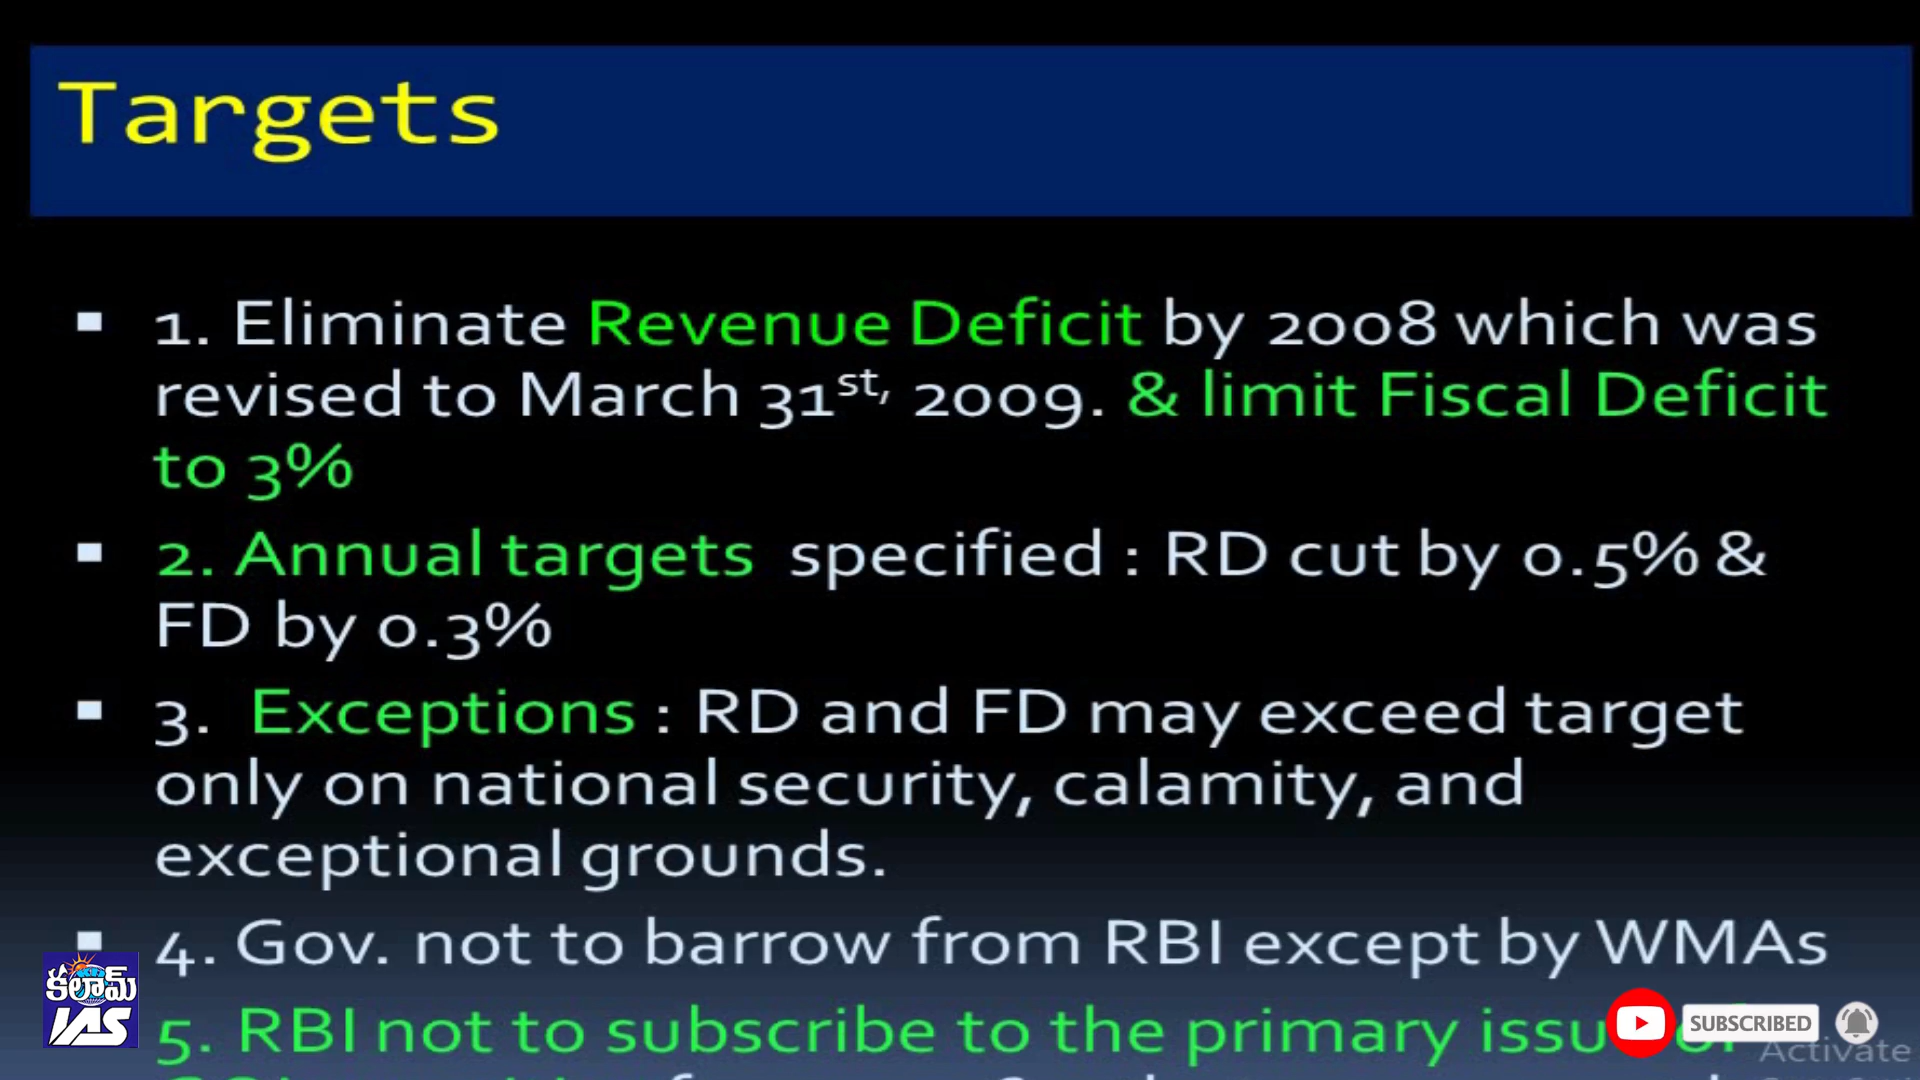 Targets
1. Eliminate Revenue Deficit by 2008 which was
revised to March 31st, 2009. & limit Fiscal Deficit
to 3%
2. Annual targets specified : RD cut by 0.5% &
FD by 0.3%
3. Exceptions : RD and FD may exceed target
only on national security, calamity, and
exceptional grounds.
4. Gov. not to barrow from RBI except by WMAs
కలామ్
IAS
5. RBI not to subscribe to the primary
SUBSCRIBED
Activate